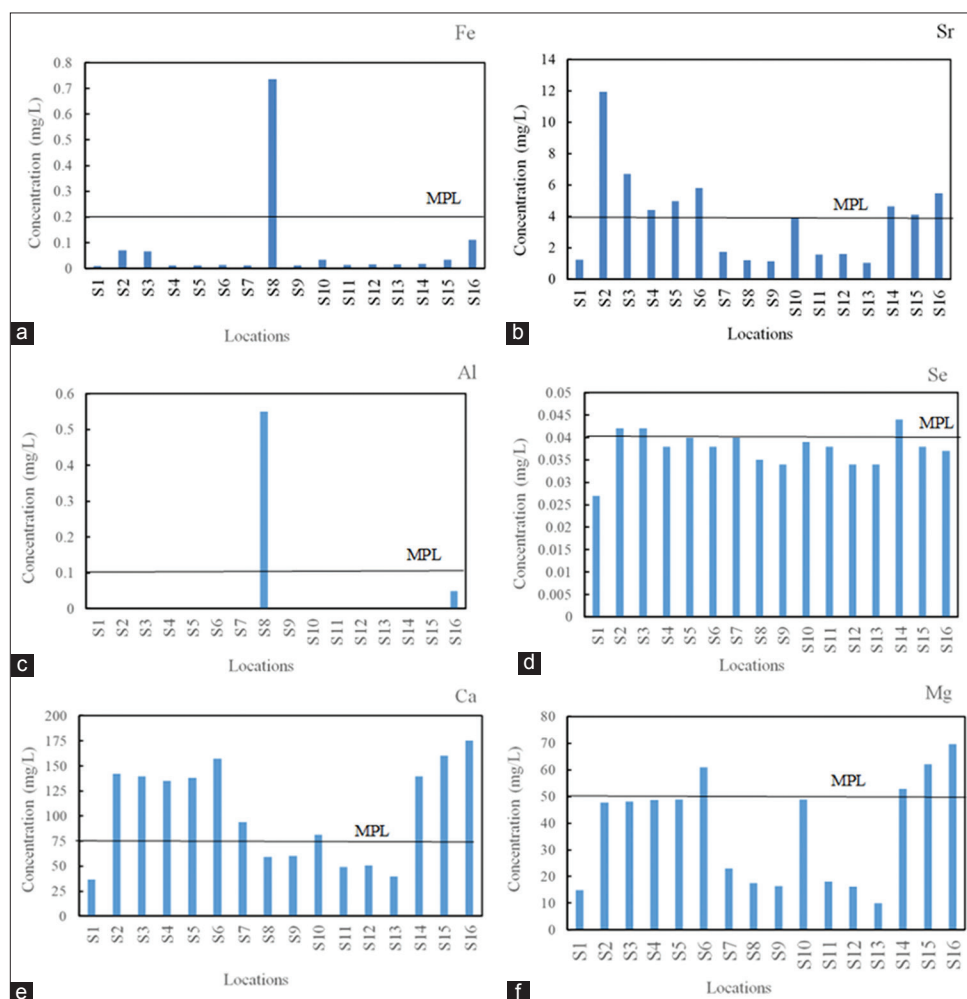 Fe
Concentration (mg/L)
0.8
0.7
0.6
0.5
0.4
0.3
0.2
0.1
0
MPL
S1 S2 S3 S4 S5 S6 S7 S8 S9 S10 S11 S12 S13 S14 S15 S16
Locations
a
Sr
Concentration (mg/L)
14
12
10
8
6
4
2
0
MPL
S1 S2 S3 S4 S5 S6 S7 S8 S9 S10 S11 S12 S13 S14 S15 S16
Locations
b
Al
Concentration (mg/L)
0.6
0.5
0.4
0.3
0.2
0.1
0
MPL
S1 S2 S3 S4 S5 S6 S7 S8 S9 S10 S11 S12 S13 S14 S15 S16
Locations
c
Se
Concentration (mg/L)
0.05
0.045
0.04
0.035
0.03
0.025
0.02
0.015
0.01
0.005
0
MPL
S1 S2 S3 S4 S5 S6 S7 S8 S9 S10 S11 S12 S13 S14 S15 S16
Locations
d
Ca
Concentration (mg/L)
200
175
150
125
100
75
50
25
0
MPL
S1 S2 S3 S4 S5 S6 S7 S8 S9 S10 S11 S12 S13 S14 S15 S16
Locations
e
Mg
Concentration (mg/L)
80
70
60
50
40
30
20
10
0
MPL
S1 S2 S3 S4 S5 S6 S7 S8 S9 S10 S11 S12 S13 S14 S15 S16
Locations
f